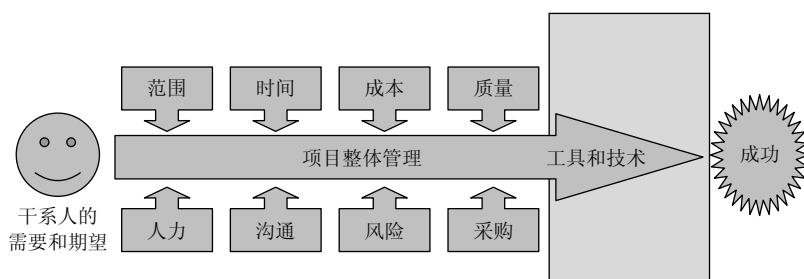 范围
时间
成本
质量
项目整体管理
工具和技术
成功
干系人的
需要和期望
人力
沟通
风险
采购